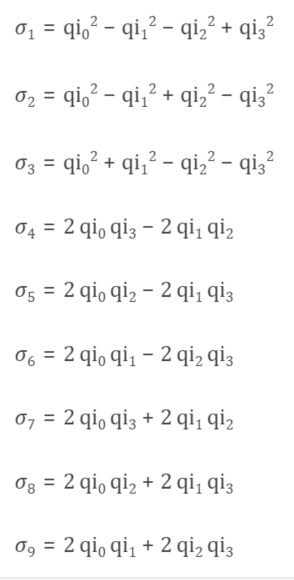 σ₁ = qi₀² − qi₁² − qi₂² + qi₃²
σ₂ = qi₀² − qi₁² + qi₂² − qi₃²
σ₃ = qi₀² + qi₁² − qi₂² − qi₃²
σ₄ = 2 qi₀ qi₃ − 2 qi₁ qi₂
σ₅ = 2 qi₀ qi₂ − 2 qi₁ qi₃
σ₆ = 2 qi₀ qi₁ − 2 qi₂ qi₃
σ₇ = 2 qi₀ qi₃ + 2 qi₁ qi₂
σ₈ = 2 qi₀ qi₂ + 2 qi₁ qi₃
σ₉ = 2 qi₀ qi₁ + 2 qi₂ qi₃